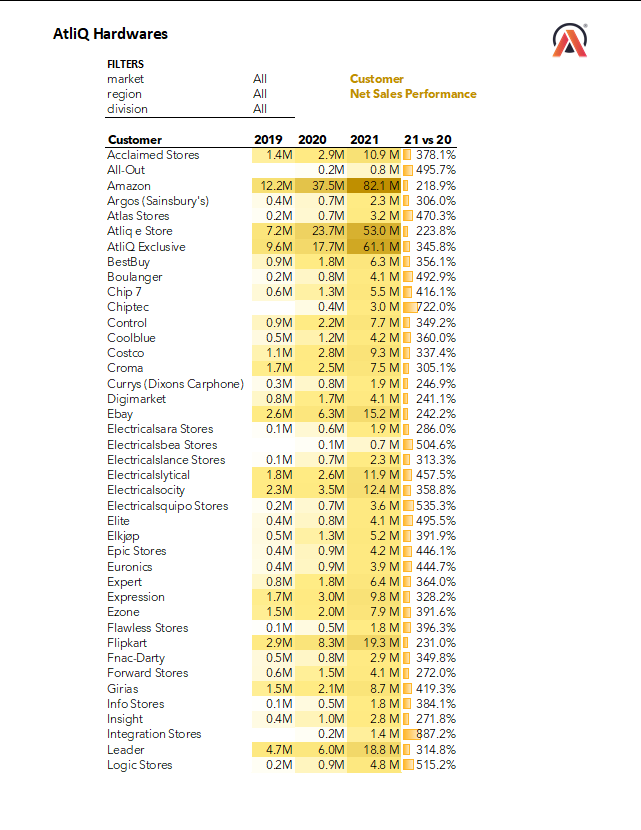 AtliQ Hardwares
FILTERS
market All Customer
region All Net Sales Performance
division All
Customer 2019 2020 2021 21 vs 20
Acclaimed Stores 1.4M 2.9M 10.9 M 378.1%
All-Out 0.2M 0.8 M 495.7%
Amazon 12.2M 37.5M 82.1 M 218.9%
Argos (Sainsbury's) 0.4M 0.7M 2.3 M 306.0%
Atlas Stores 0.2M 0.7M 3.2 M 470.3%
Atliq e Store 7.2M 23.7M 53.0 M 223.8%
AtliQ Exclusive 9.6M 17.7M 61.1 M 345.8%
BestBuy 0.9M 1.8M 6.3 M 356.1%
Boulanger 0.2M 0.8M 4.1 M 492.9%
Chip 7 0.6M 1.3M 5.5 M 416.1%
Chiptec 0.4M 3.0 M 722.0%
Control 0.9M 2.2M 7.7 M 349.2%
Coolblue 0.5M 1.2M 4.2 M 360.0%
Costco 1.1M 2.8M 9.3 M 337.4%
Croma 1.7M 2.5M 7.5 M 305.1%
Currys (Dixons Carphone) 0.3M 0.8M 1.9 M 246.9%
Digimarket 0.8M 1.7M 4.1 M 241.1%
Ebay 2.6M 6.3M 15.2 M 242.2%
Electricalsara Stores 0.1M 0.6M 1.9 M 286.0%
Electricalsbea Stores 0.1M 0.7 M 504.6%
Electricalslance Stores 0.1M 0.7M 2.3 M 313.3%
Electricalslytical 1.8M 2.6M 11.9 M 457.5%
Electricalsocity 2.3M 3.5M 12.4 M 358.8%
Electricalsquipo Stores 0.2M 0.7M 3.6 M 535.3%
Elite 0.4M 0.8M 4.1 M 495.5%
Elkjøp 0.5M 1.3M 5.2 M 391.9%
Epic Stores 0.4M 0.9M 4.2 M 446.1%
Euronics 0.4M 0.9M 3.9 M 444.7%
Expert 0.8M 1.8M 6.4 M 364.0%
Expression 1.7M 3.0M 9.8 M 328.2%
Ezone 1.5M 2.0M 7.9 M 391.6%
Flawless Stores 0.1M 0.5M 1.8 M 396.3%
Flipkart 2.9M 8.3M 19.3 M 231.0%
Fnac-Darty 0.5M 0.8M 2.9 M 349.8%
Forward Stores 0.6M 1.5M 4.1 M 272.0%
Girias 1.5M 2.1M 8.7 M 419.3%
Info Stores 0.1M 0.5M 1.8 M 384.1%
Insight 0.4M 1.0M 2.8 M 271.8%
Integration Stores 0.2M 1.4 M 887.2%
Leader 4.7M 6.0M 18.8 M 314.8%
Logic Stores 0.2M 0.9M 4.8 M 515.2%